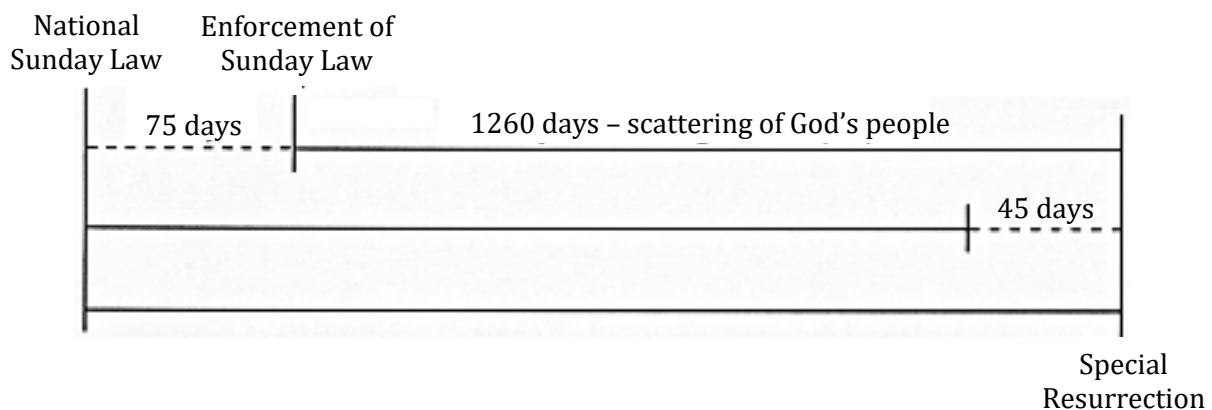 National
Sunday Law
Enforcement of
Sunday Law
75 days
1260 days – scattering of God's people
45 days
Special
Resurrection